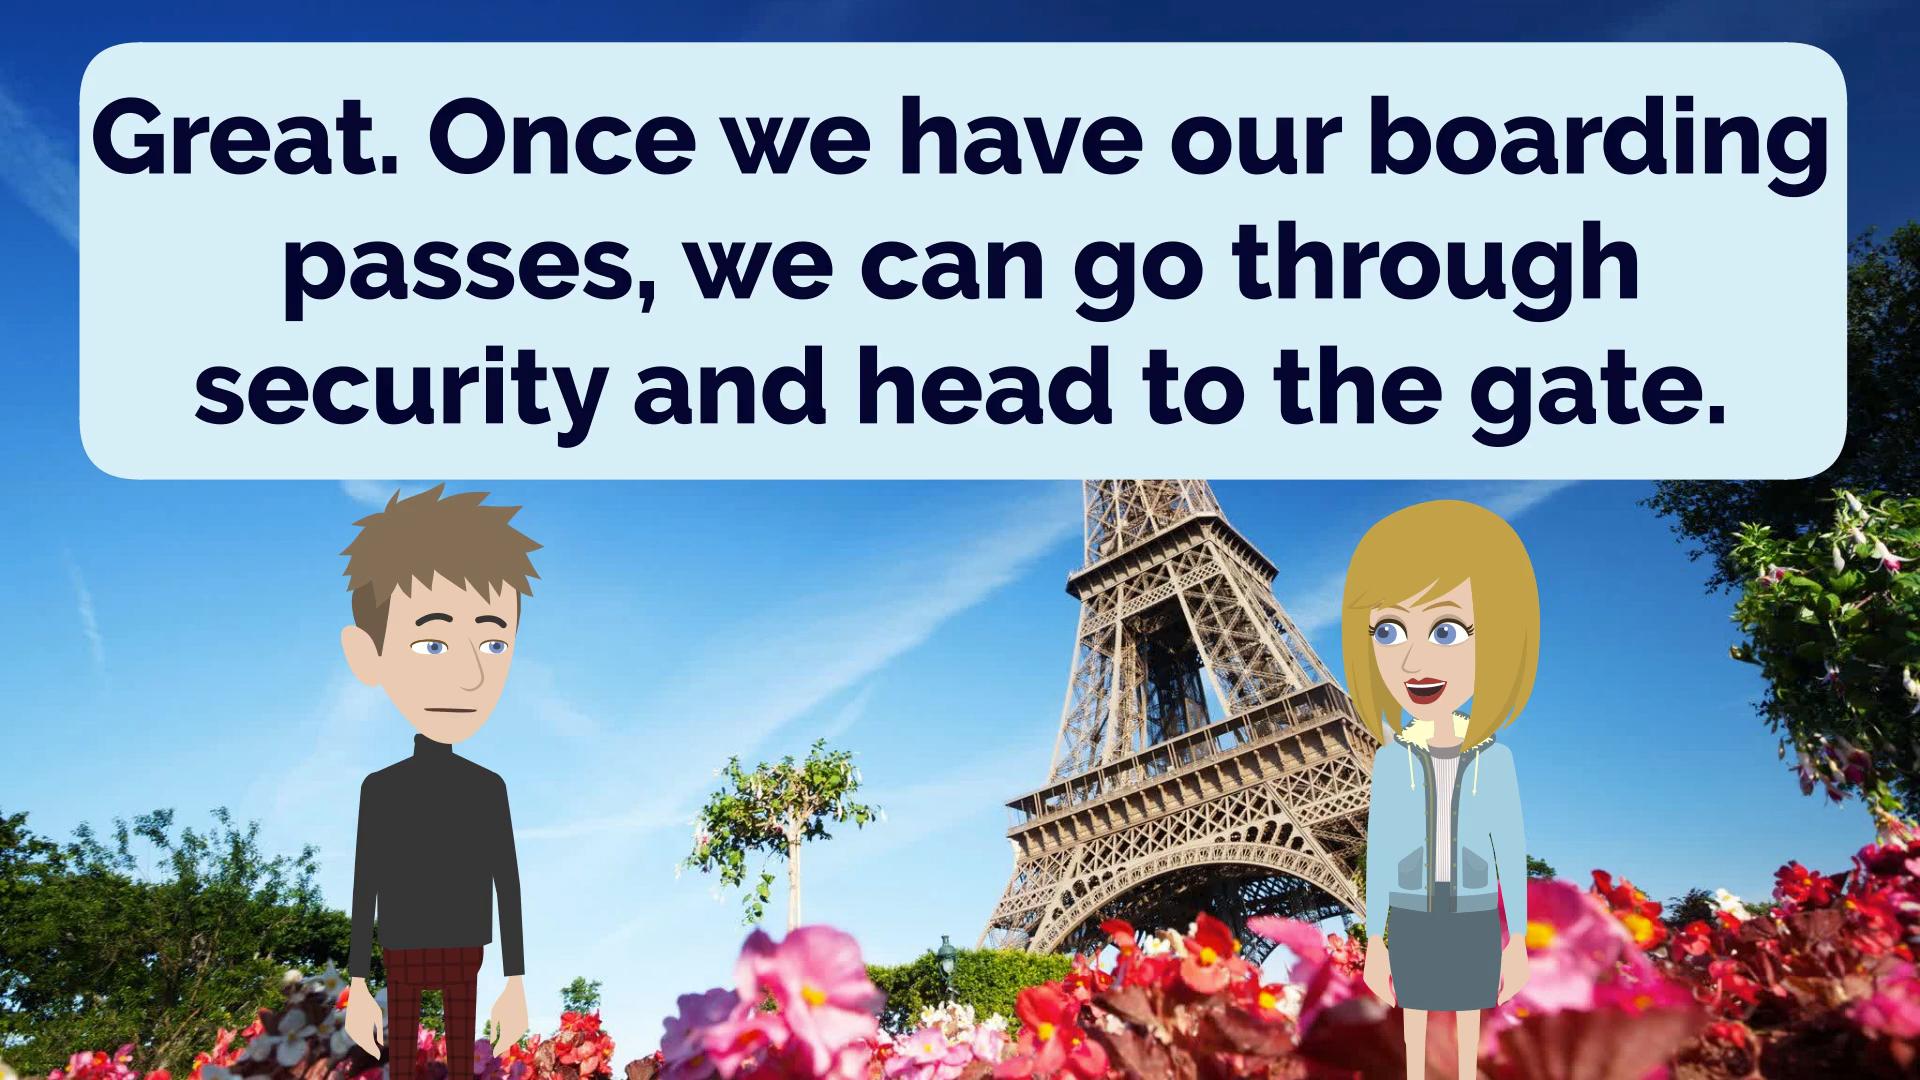 Great. Once we have our boarding
passes, we can go through
security and head to the gate.